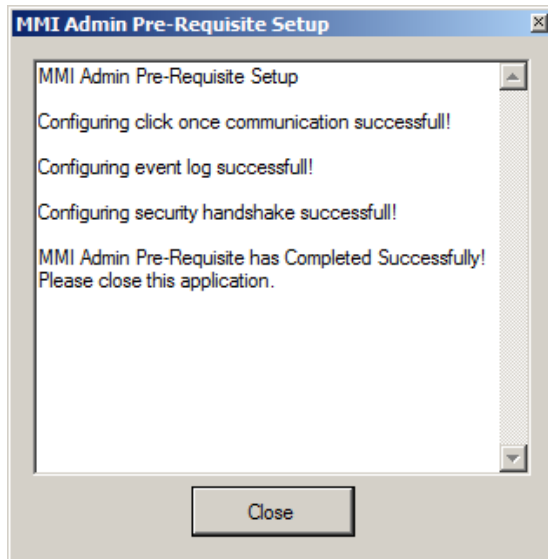 MMI Admin Pre-Requisite Setup
MMI Admin Pre-Requisite Setup
Configuring click once communication successfull!
Configuring event log successfull!
Configuring security handshake successfull!
MMI Admin Pre-Requisite has Completed Successfully!
Please close this application.
Close